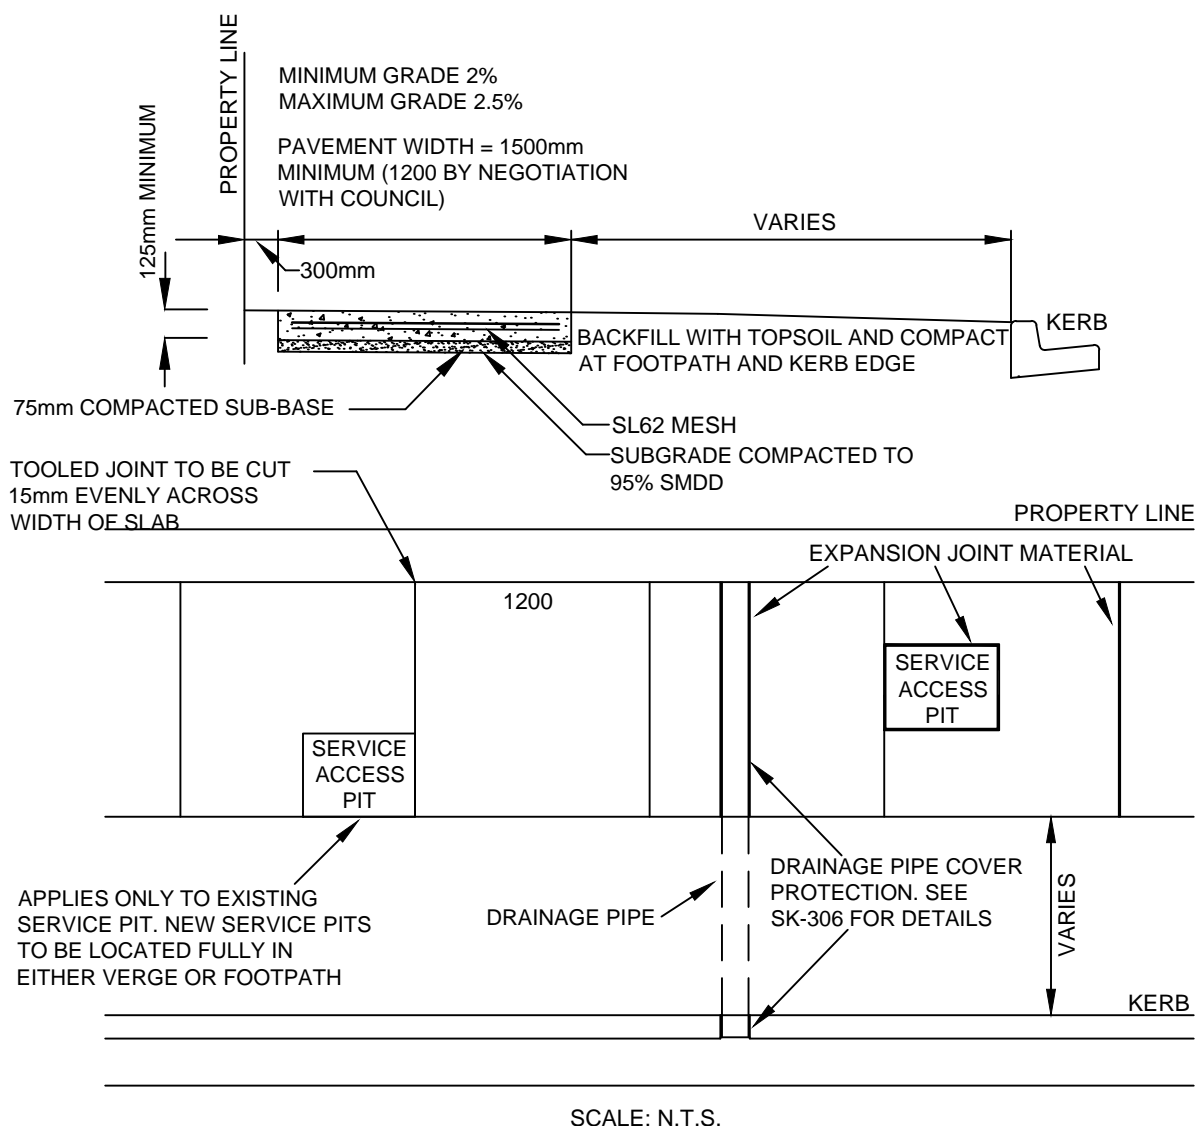 PROPERTY LINE
125mm MINIMUM
MINIMUM GRADE 2%
MAXIMUM GRADE 2.5%
PAVEMENT WIDTH = 1500mm
MINIMUM (1200 BY NEGOTIATION
WITH COUNCIL)
VARIES
300mm
KERB
BACKFILL WITH TOPSOIL AND COMPACT
AT FOOTPATH AND KERB EDGE
75mm COMPACTED SUB-BASE
SL62 MESH
SUBGRADE COMPACTED TO
95% SMDD
TOOLED JOINT TO BE CUT
15mm EVENLY ACROSS
WIDTH OF SLAB
PROPERTY LINE
EXPANSION JOINT MATERIAL
1200
SERVICE
ACCESS
PIT
SERVICE
ACCESS
PIT
APPLIES ONLY TO EXISTING
SERVICE PIT. NEW SERVICE PITS
TO BE LOCATED FULLY IN
EITHER VERGE OR FOOTPATH
DRAINAGE PIPE
DRAINAGE PIPE COVER
PROTECTION. SEE
SK-306 FOR DETAILS
VARIES
KERB
SCALE: N.T.S.